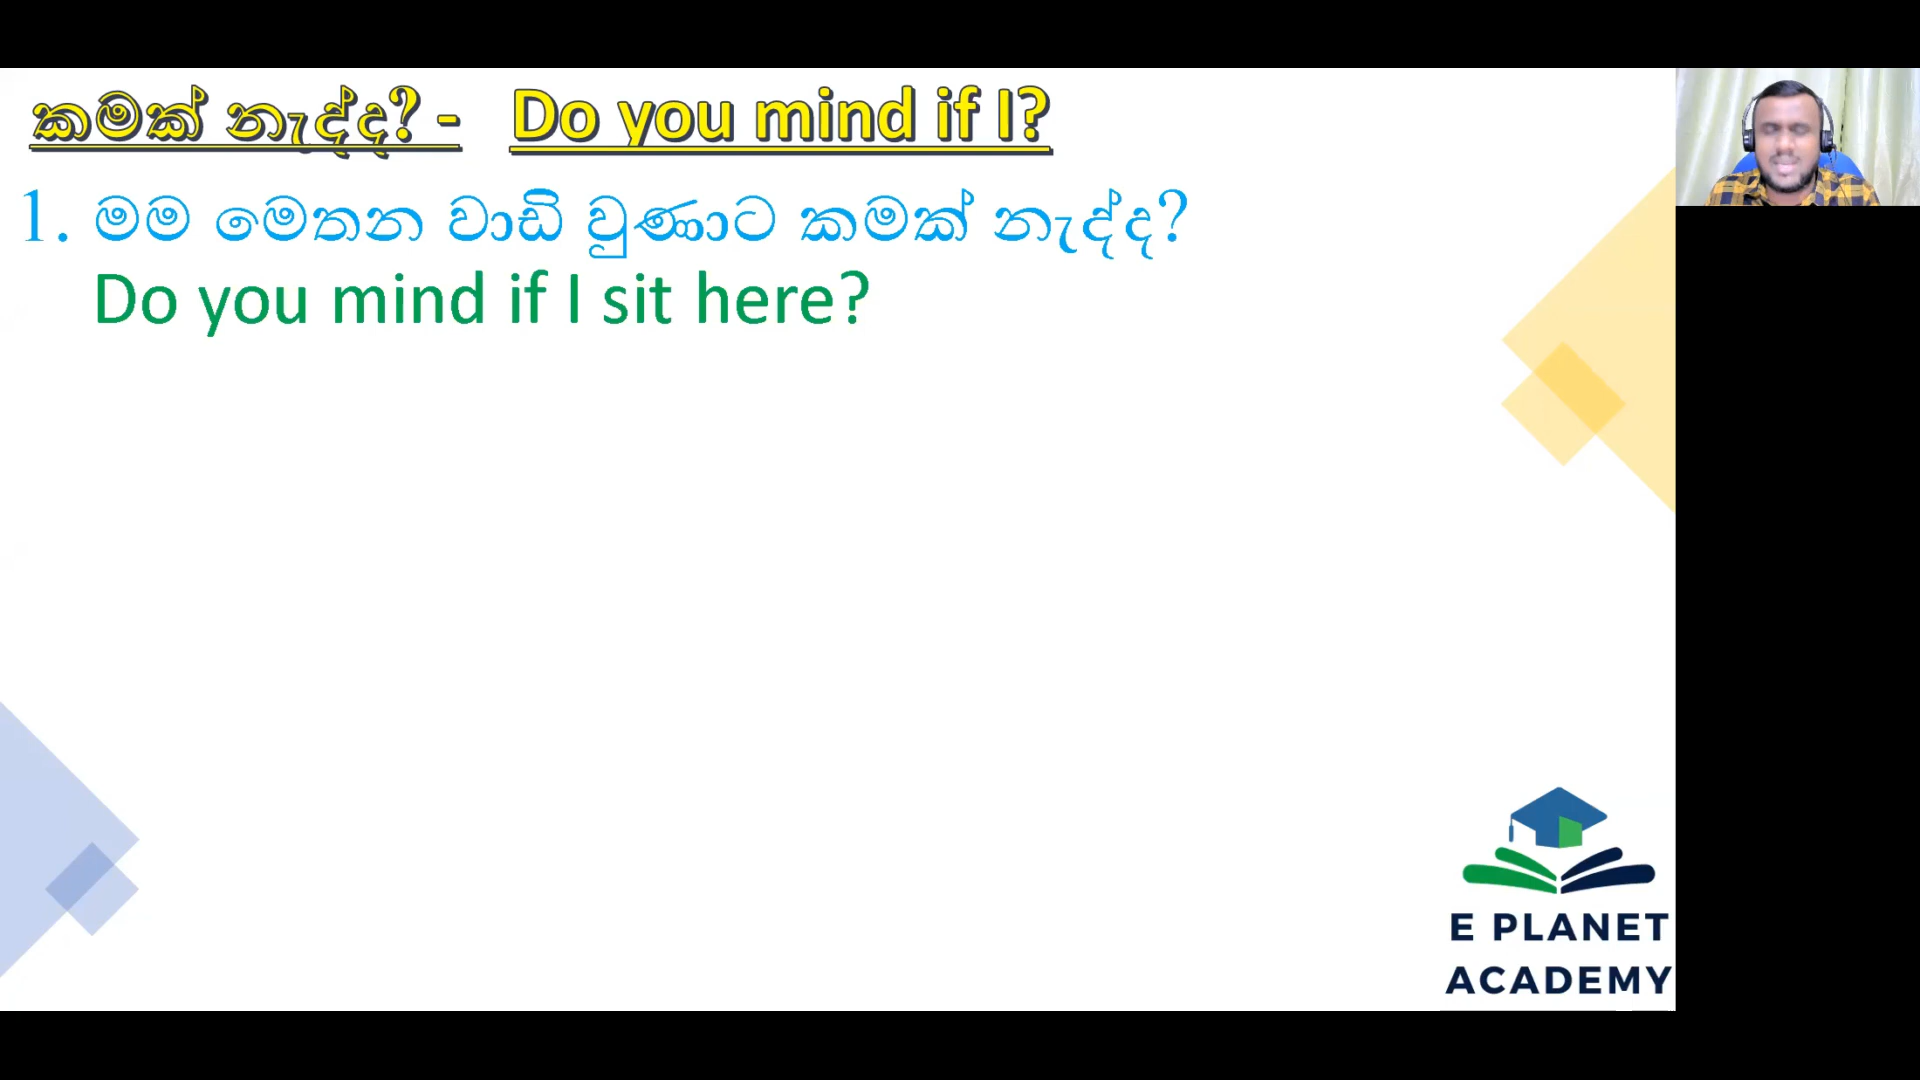 කමක් නැද්ද? - Do you mind if I?
1. මම මෙතන වාඩි වුණාට කමක් නැද්ද?
Do you mind if I sit here?
E PLANET
ACADEMY